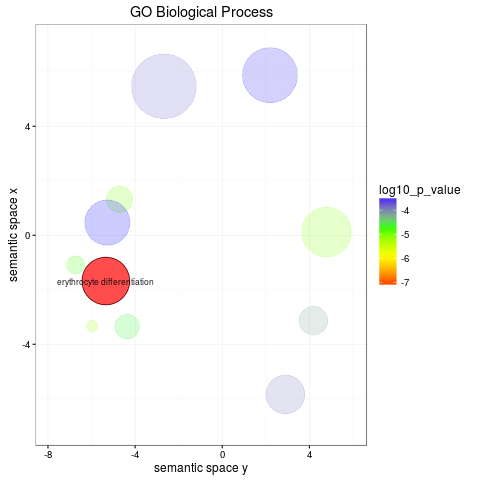 GO Biological Process
log10_p_value
-4
-5
-6
-7
semantic space x
4
0
-4
erythrocyte differentiation
-8
-4
0
4
semantic space y